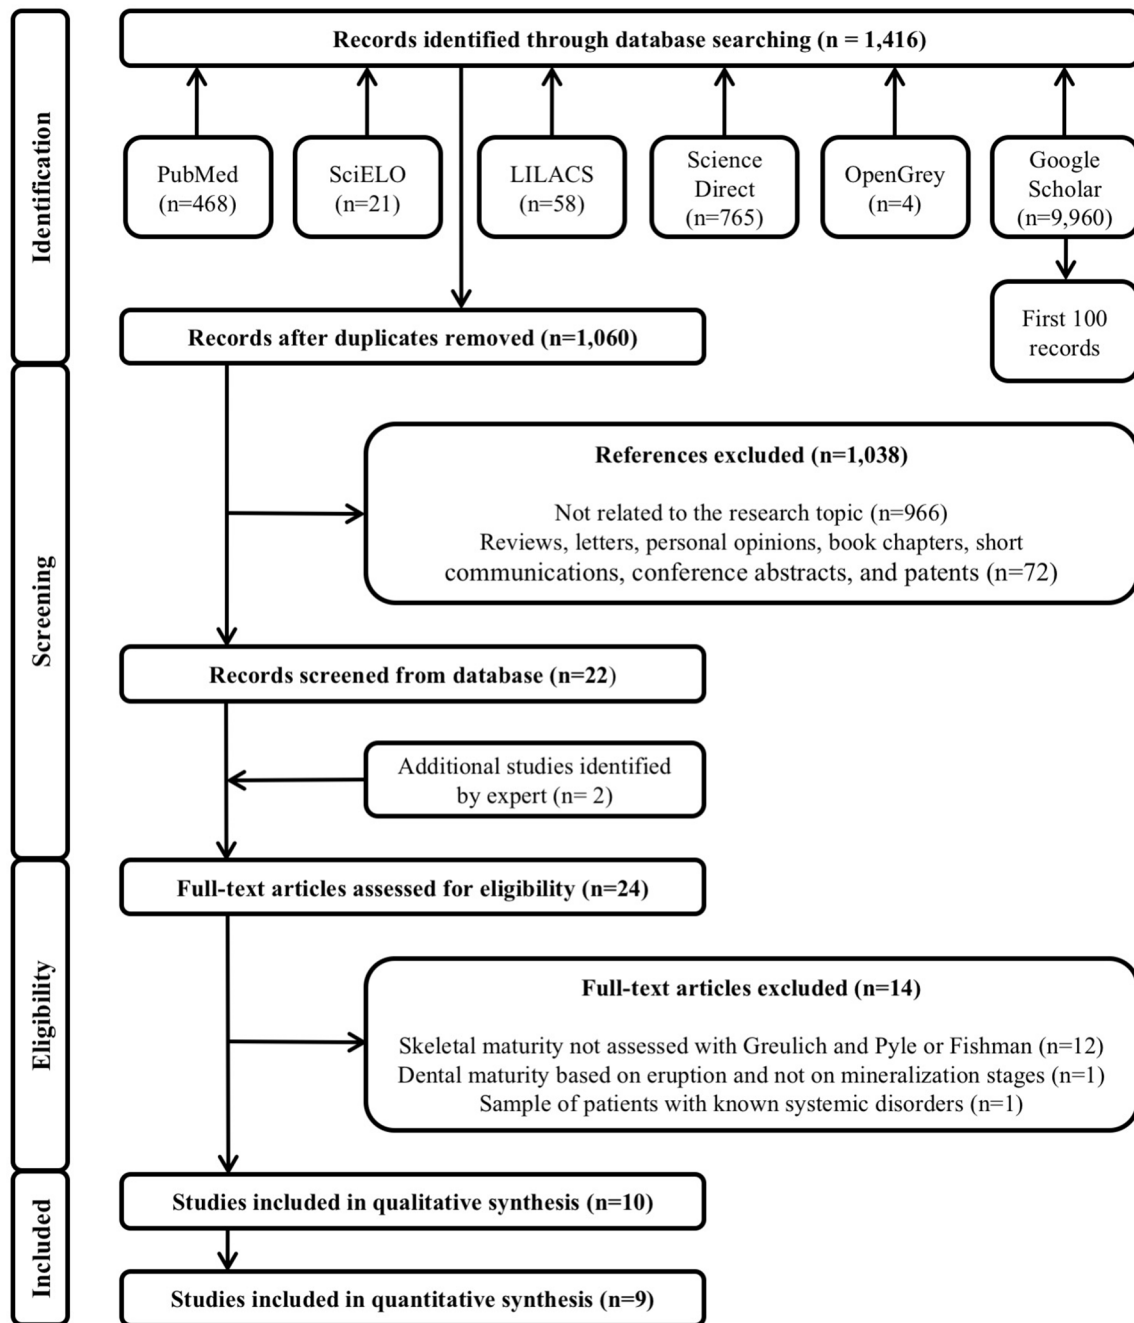 Identification
Records identified through database searching (n = 1,416)
PubMed
(n=468)
SciELO
(n=21)
LILACS
(n=58)
Science
Direct
(n=765)
OpenGrey
(n=4)
Google
Scholar
(n=9,960)
First 100
records
Records after duplicates removed (n=1,060)
Screening
References excluded (n=1,038)
Not related to the research topic (n=966)
Reviews, letters, personal opinions, book chapters, short
communications, conference abstracts, and patents (n=72)
Records screened from database (n=22)
Additional studies identified
by expert (n= 2)
Eligibility
Full-text articles assessed for eligibility (n=24)
Full-text articles excluded (n=14)
Skeletal maturity not assessed with Greulich and Pyle or Fishman (n=12)
Dental maturity based on eruption and not on mineralization stages (n=1)
Sample of patients with known systemic disorders (n=1)
Included
Studies included in qualitative synthesis (n=10)
Studies included in quantitative synthesis (n=9)